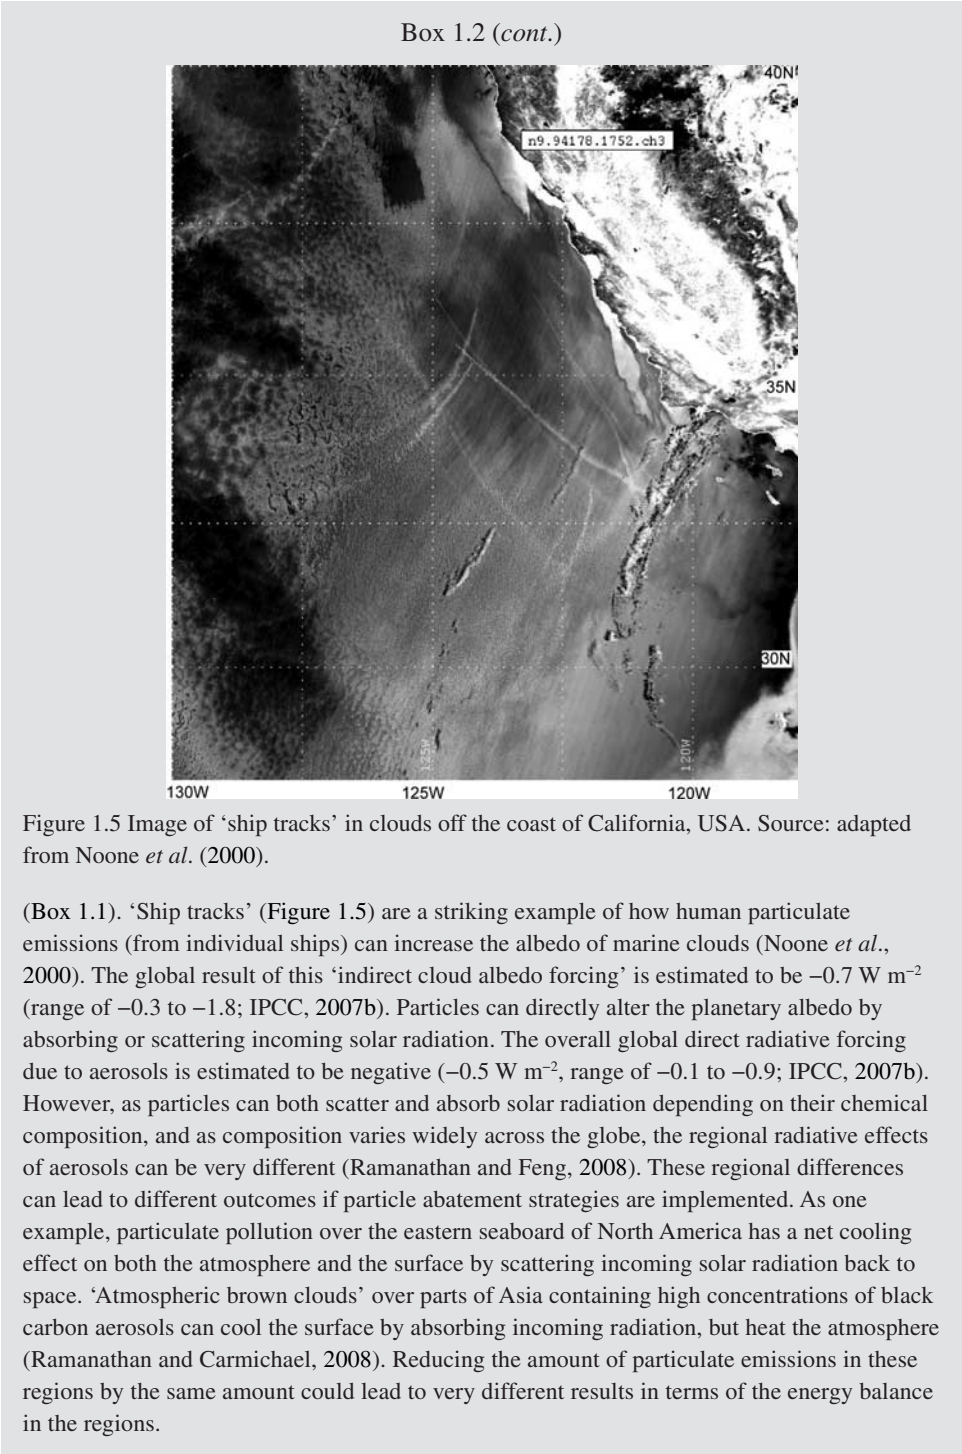 Box 1.2 (cont.)
40N
n9.94178.1752.ch3
35N
30N
125W
120W
130W
125W
120W
Figure 1.5 Image of ‘ship tracks’ in clouds off the coast of California, USA. Source: adapted
from Noone et al. (2000).
(Box 1.1). ‘Ship tracks’ (Figure 1.5) are a striking example of how human particulate
emissions (from individual ships) can increase the albedo of marine clouds (Noone et al.,
2000). The global result of this ‘indirect cloud albedo forcing’ is estimated to be −0.7 W m⁻²
(range of −0.3 to −1.8; IPCC, 2007b). Particles can directly alter the planetary albedo by
absorbing or scattering incoming solar radiation. The overall global direct radiative forcing
due to aerosols is estimated to be negative (−0.5 W m⁻², range of −0.1 to −0.9; IPCC, 2007b).
However, as particles can both scatter and absorb solar radiation depending on their chemical
composition, and as composition varies widely across the globe, the regional radiative effects
of aerosols can be very different (Ramanathan and Feng, 2008). These regional differences
can lead to different outcomes if particle abatement strategies are implemented. As one
example, particulate pollution over the eastern seaboard of North America has a net cooling
effect on both the atmosphere and the surface by scattering incoming solar radiation back to
space. ‘Atmospheric brown clouds’ over parts of Asia containing high concentrations of black
carbon aerosols can cool the surface by absorbing incoming radiation, but heat the atmosphere
(Ramanathan and Carmichael, 2008). Reducing the amount of particulate emissions in these
regions by the same amount could lead to very different results in terms of the energy balance
in the regions.